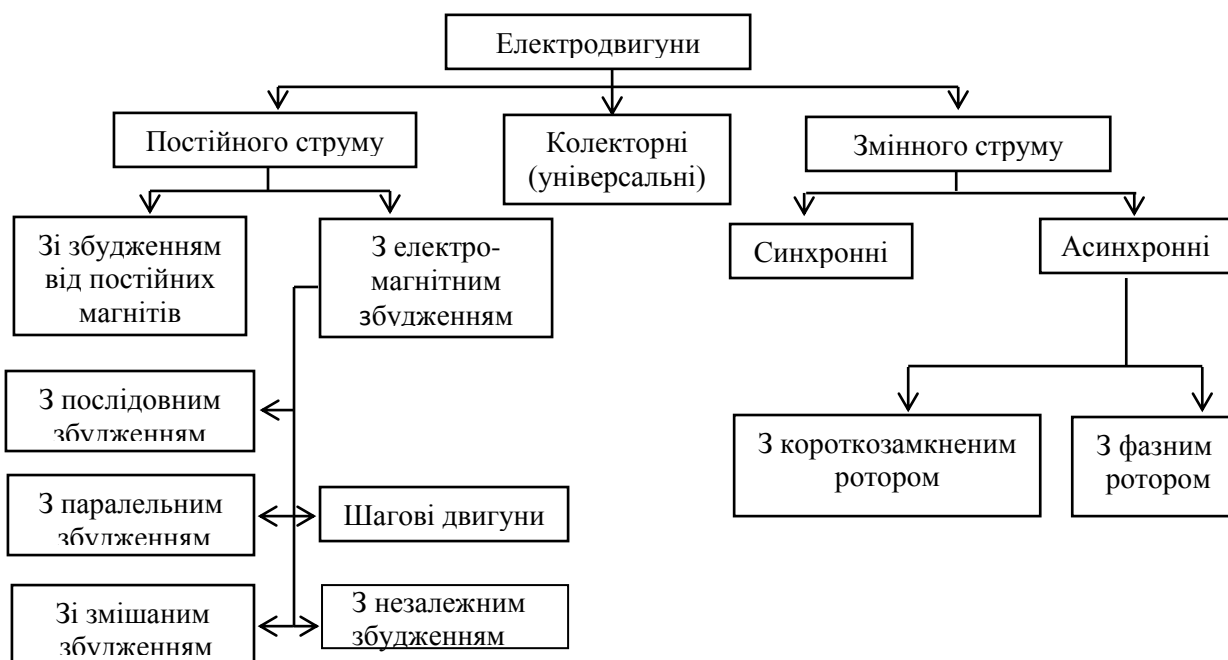 Електродвигуни
Постійного струму
Колекторні
(універсальні)
Змінного струму
Зі збудженням
від постійних
магнітів
З електро-
магнітним
збудженням
Синхронні
Асинхронні
З послідовним
збудженням
З паралельним
збудженням
Шагові двигуни
Зі змішаним
збудженням
З незалежним
збудженням
З короткозамкненим
ротором
З фазним
ротором